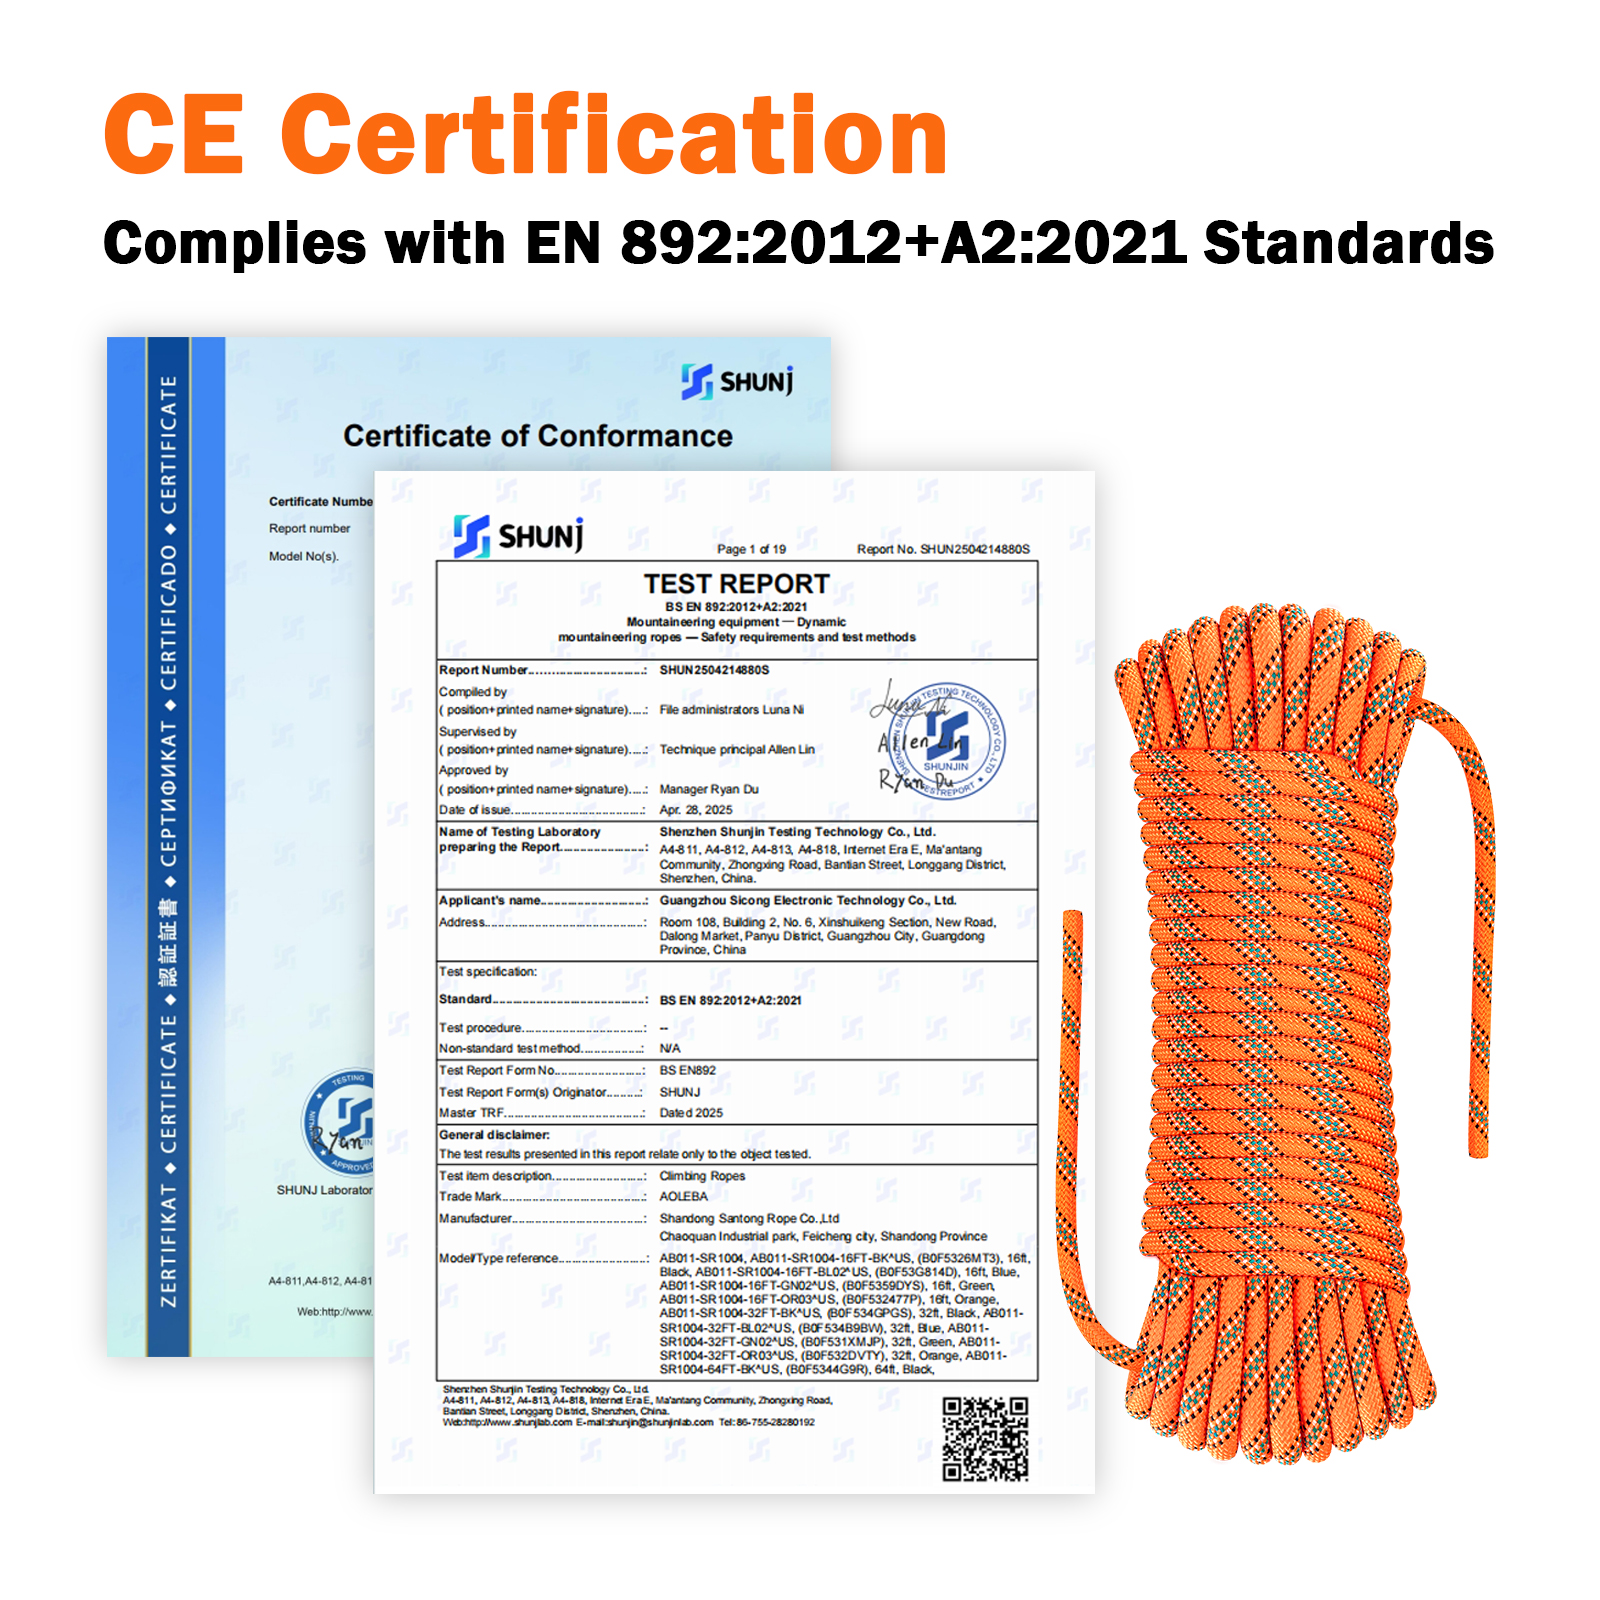 CE Certification
Complies with EN 892:2012+A2:2021 Standards
ZERTIFIKAT ◆ CERTIFICATE ◆ 認証証書 ◆ СЕРТИФИКАТ ◆ CERTIFICADO ◆ CERTIFICATE
SHUNJ
Certificate of Conformance
Certificate Numbe
Report number
Model No(s).
TESTING
Ryan
APPROVE
SHUNJ Laborator
A4-811,A4-812, A4-81
Web:http://www.
SHUNJ
Page 1 of 19
Report No. SHUN2504214880S
TEST REPORT
BS EN 892:2012+A2:2021
Mountaineering equipment — Dynamic
mountaineering ropes — Safety requirements and test methods
Report Number.............................: SHUN2504214880S
Compiled by
( position+printed name+signature)....: File administrators Luna Ni
Supervised by
( position+printed name+signature)....: Technique principal Allen Lin
Approved by
( position+printed name+signature)....: Manager Ryan Du
Date of issue................................: Apr. 28, 2025
Luna Ni
Allen Lin
Ryan Du
SHENZHEN SHUNJIN TESTING TECHNOLOGY CO., LTD
SHUNJIN
TESTREPORT
Name of Testing Laboratory
preparing the Report.....................: Shenzhen Shunjin Testing Technology Co., Ltd.
A4-811, A4-812, A4-813, A4-818, Internet Era E, Ma'antang
Community, Zhongxing Road, Bantian Street, Longgang District,
Shenzhen, China.
Applicant's name..........................: Guangzhou Sicong Electronic Technology Co., Ltd.
Address.......................................: Room 108, Building 2, No. 6, Xinshuikeng Section, New Road,
Dalong Market, Panyu District, Guangzhou City, Guangdong
Province, China
Test specification:
Standard.....................................: BS EN 892:2012+A2:2021
Test procedure..............................: --
Non-standard test method...............: N/A
Test Report Form No.....................: BS EN892
Test Report Form(s) Originator.........: SHUNJ
Master TRF..................................: Dated 2025
General disclaimer:
The test results presented in this report relate only to the object tested.
Test item description.......................: Climbing Ropes
Trade Mark...................................: AOLEBA
Manufacturer................................: Shandong Santong Rope Co.,Ltd
Chaoquan Industrial park, Feicheng city, Shandong Province
Model/Type reference......................: AB011-SR1004, AB011-SR1004-16FT-BK^US, (B0F5326MT3), 16ft,
Black, AB011-SR1004-16FT-BL02^US, (B0F53G814D), 16ft, Blue,
AB011-SR1004-16FT-GN02^US, (B0F5359DYS), 16ft, Green,
AB011-SR1004-16FT-OR03^US, (B0F532477P), 16ft, Orange,
AB011-SR1004-32FT-BK^US, (B0F534GPGS), 32ft, Black, AB011-
SR1004-32FT-BL02^US, (B0F534B9BW), 32ft, Blue, AB011-
SR1004-32FT-GN02^US, (B0F531XMJP), 32ft, Green, AB011-
SR1004-32FT-OR03^US, (B0F532DVTY), 32ft, Orange, AB011-
SR1004-64FT-BK^US, (B0F5344G9R), 64ft, Black,
Shenzhen Shunjin Testing Technology Co., Ltd.
A4-811, A4-812, A4-813, A4-818, Internet Era E, Ma'antang Community, Zhongxing Road,
Bantian Street, Longgang District, Shenzhen, China.
Web:http://www.shunjlab.com E-mail:shunjin@shunjinlab.com Tel:86-755-28280192